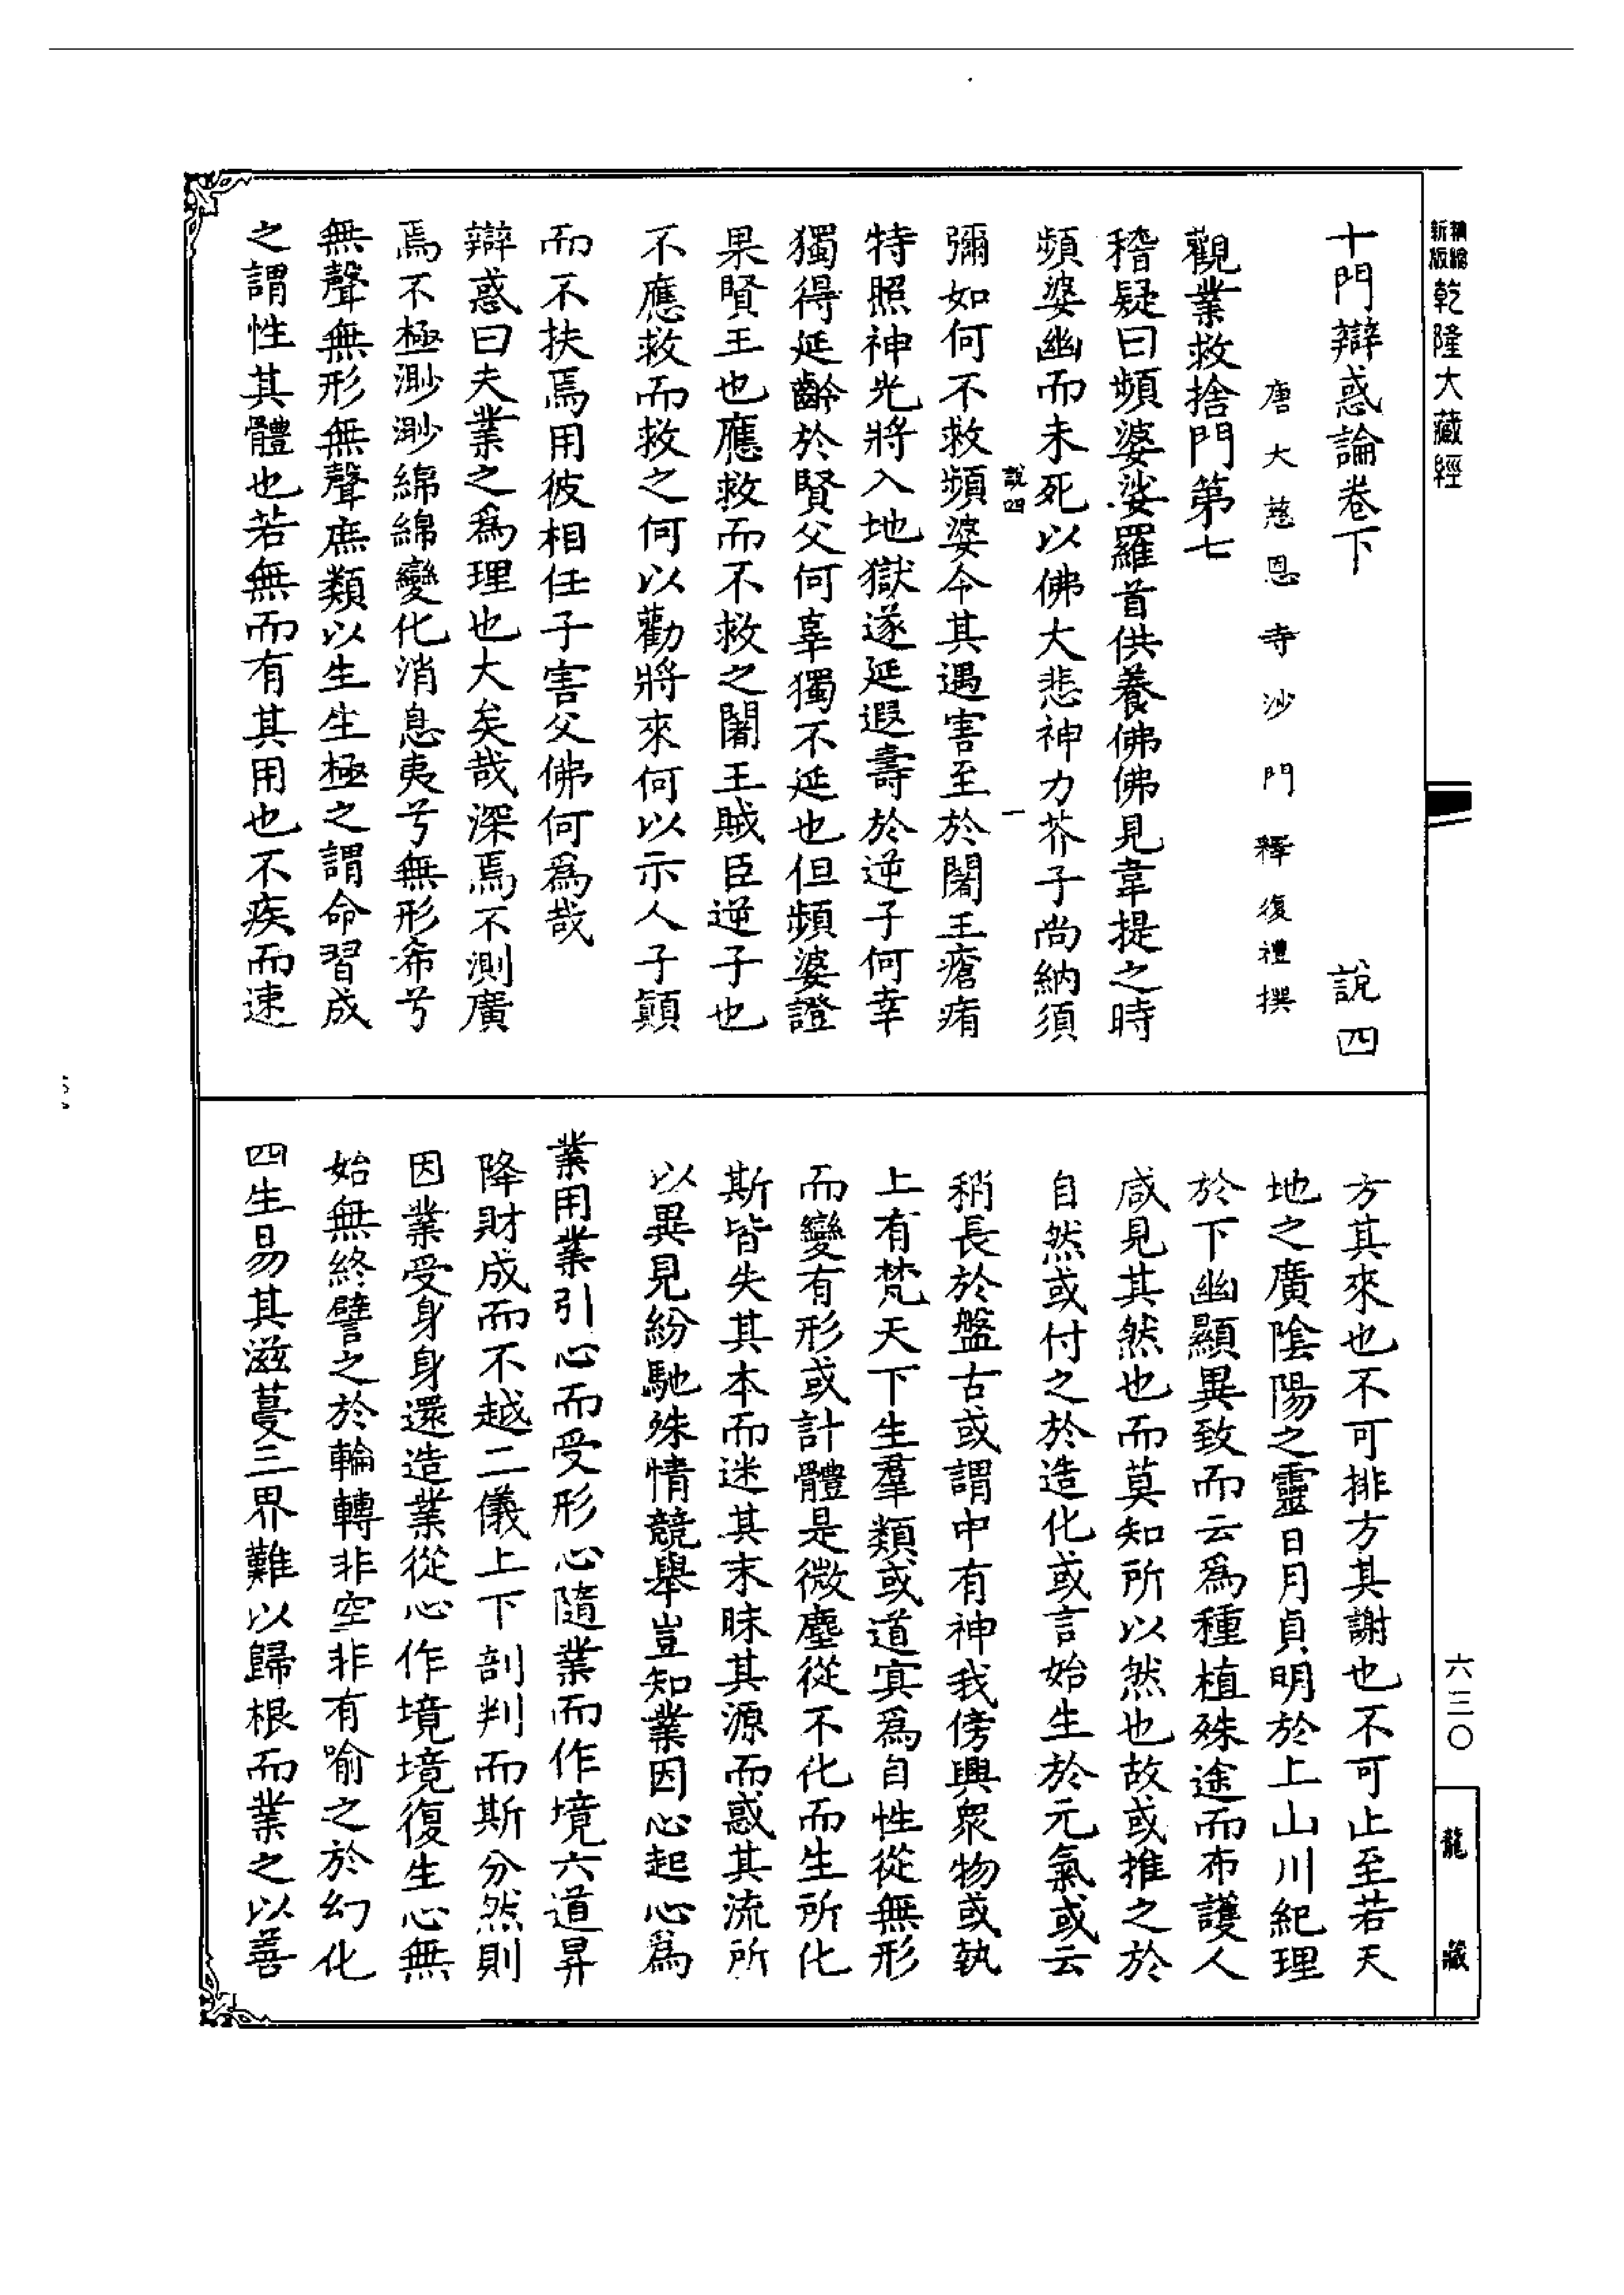 新版精繪乾隆大藏經
十門辯惑論卷下 說四
唐大慈恩寺沙門釋復禮撰
觀業救捨門第七
稽疑曰頻婆娑羅首供養佛佛見韋提之時
頻婆幽而未死以佛大悲神力芥子尚納須
說四 一
彌如何不救頻婆令其遇害至於闍王瘡痏
特照神光將入地獄遂延遐壽於逆子何幸
獨得延齡於賢父何辜獨不延也但頻婆證
果賢王也應救而不救之闍王賊臣逆子也
不應救而救之何以勸將來何以示人子顛
而不扶焉用彼相任子害父佛何為哉
辯惑曰夫業之為理也大矣哉深焉不測廣
焉不極渺渺綿綿變化消息夷兮無形希兮
無聲無形無聲庶類以生生極之謂命習成
之謂性其體也若無而有其用也不疾而速
方其來也不可排方其謝也不可止至若天
地之廣陰陽之靈日月貞明於上山川紀理
於下幽顯異致而云為種植殊途而布護人
咸見其然也而莫知所以然也故或推之於
自然或付之於造化或言始生於元氣或云
稍長於盤古或謂中有神我傍興眾物或執
上有梵天下生羣類或道冥為自性從無形
而變有形或計體是微塵從不化而生所化
斯皆失其本而迷其末昧其源而惑其流所
以異見紛馳殊情競舉豈知業因心起心為
業用業引心而受形心隨業而作境六道昇
降財成而不越二儀上下剖判而斯分然則
因業受身身還造業從心作境境復生心無
始無終譬之於輪轉非空非有喻之於幻化
四生易其滋蔓三界難以歸根而業之以善
六三〇
龍藏